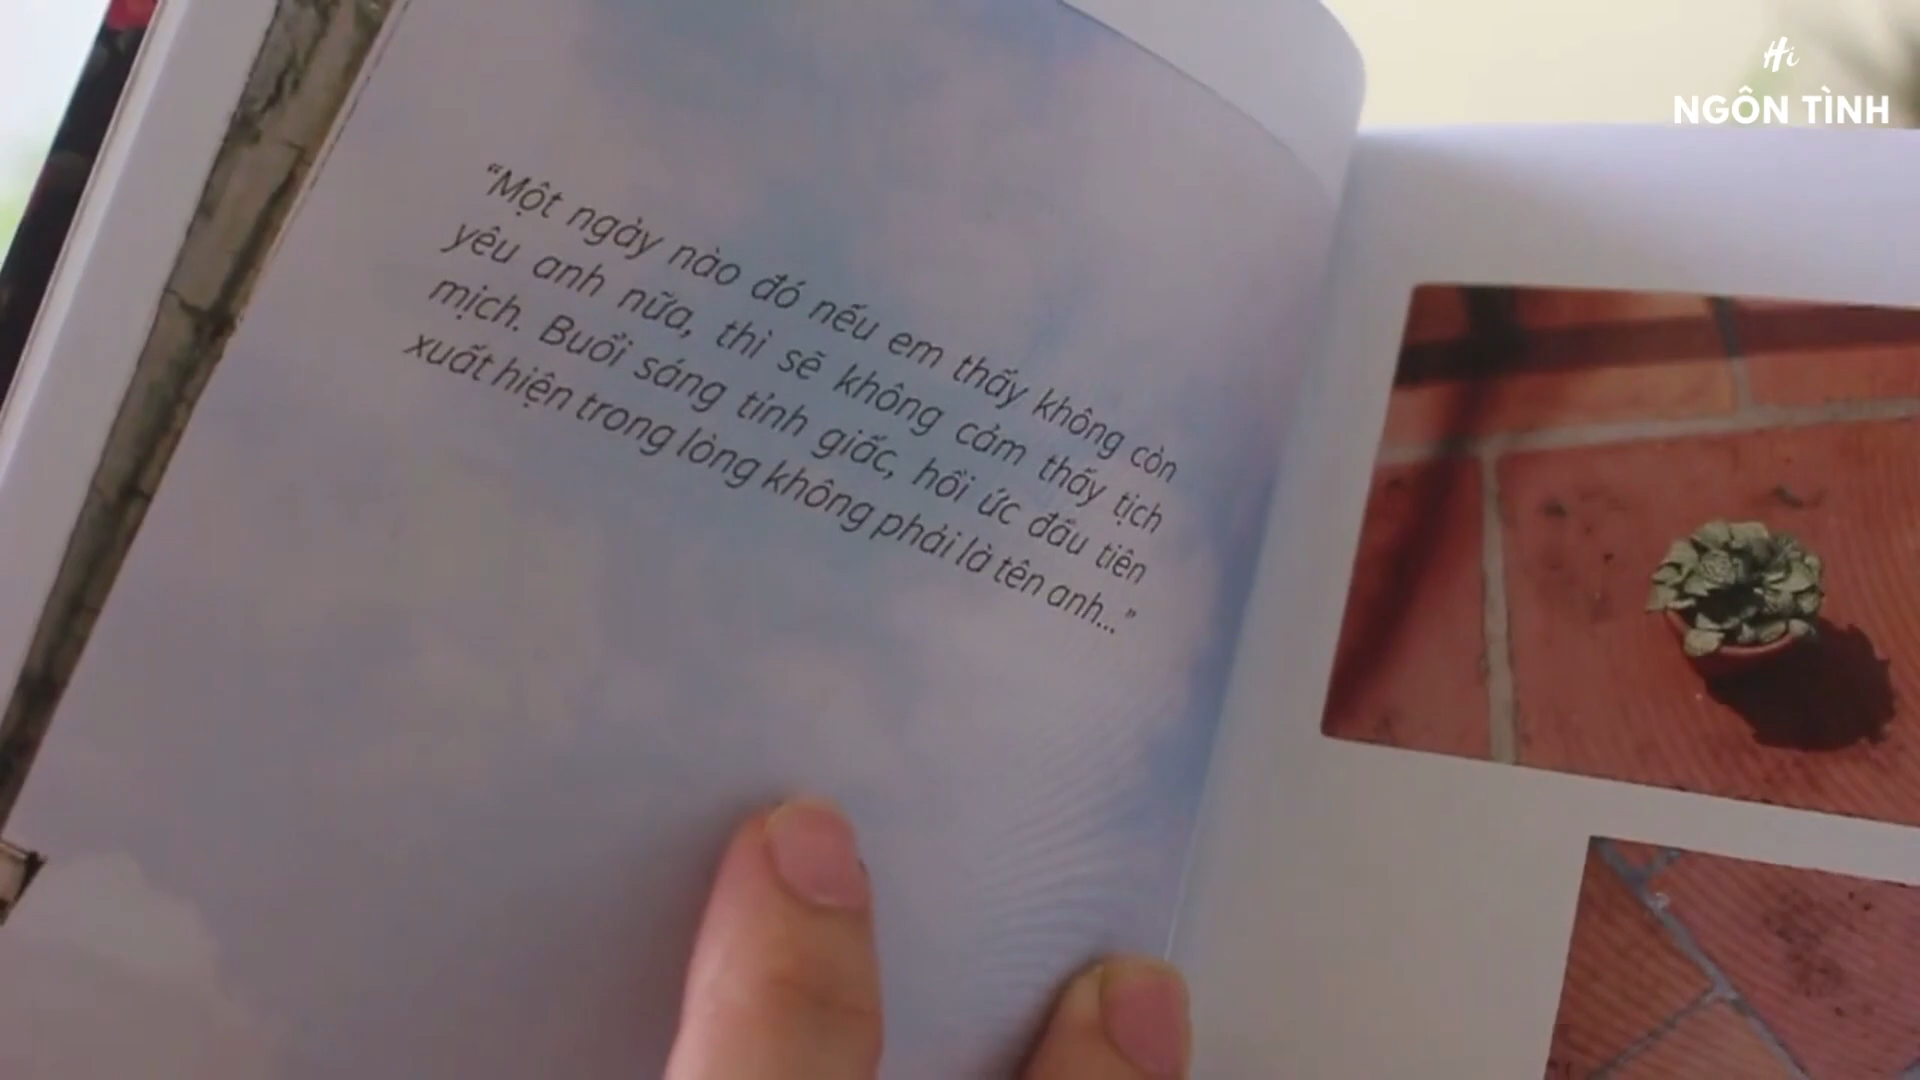 Hi
NGÔN TÌNH
“Một ngày nào đó nếu em thấy không còn
yêu anh nữa, thì sẽ không cảm thấy tịch
mịch. Buổi sáng tỉnh giấc, hồi ức đầu tiên
xuất hiện trong lòng không phải là tên anh...”